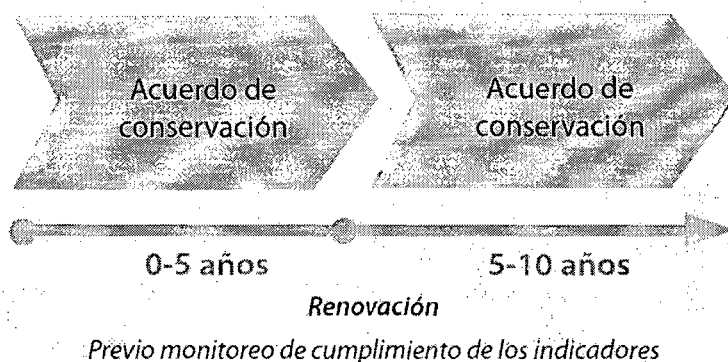 Acuerdo de
conservación
Acuerdo de
conservación
0-5 años
5-10 años
Renovación
Previo monitoreo de cumplimiento de los indicadores